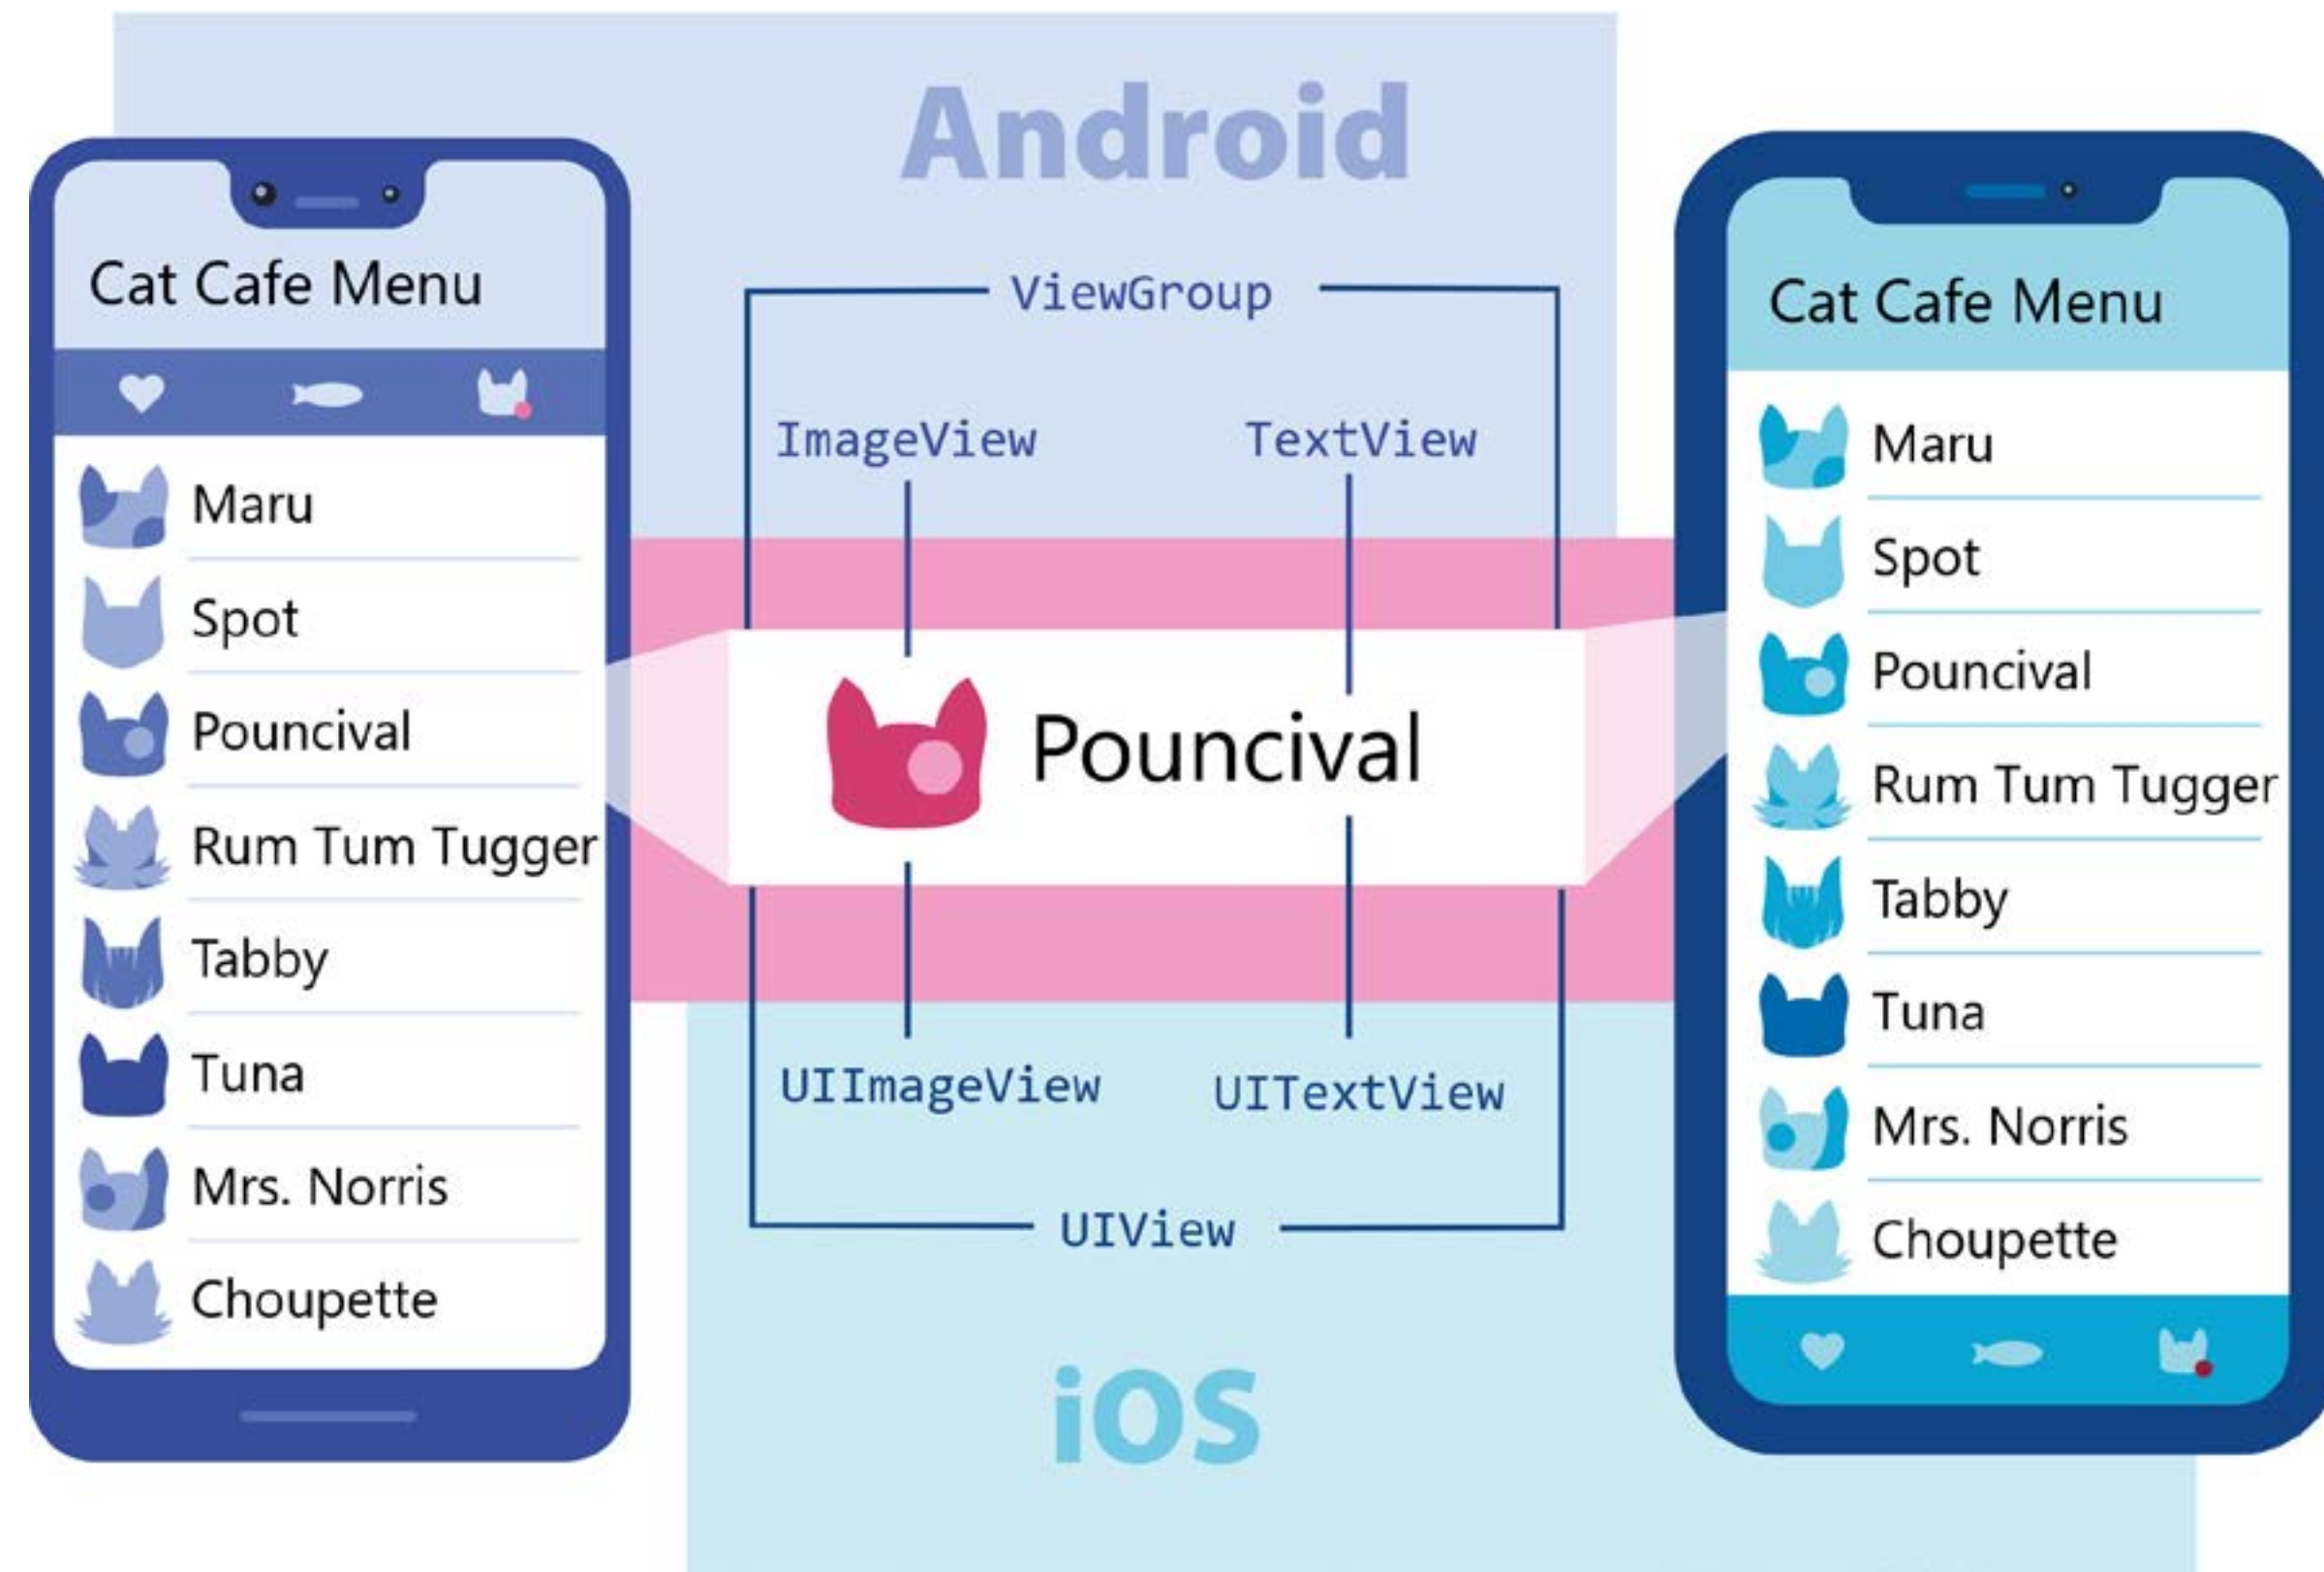 Android
Cat Cafe Menu
Maru
Spot
Pouncival
Rum Tum Tugger
Tabby
Tuna
Mrs. Norris
Choupette
ViewGroup
ImageView TextView
Pouncival
UIImageView UITextView
UIView
iOS
Cat Cafe Menu
Maru
Spot
Pouncival
Rum Tum Tugger
Tabby
Tuna
Mrs. Norris
Choupette